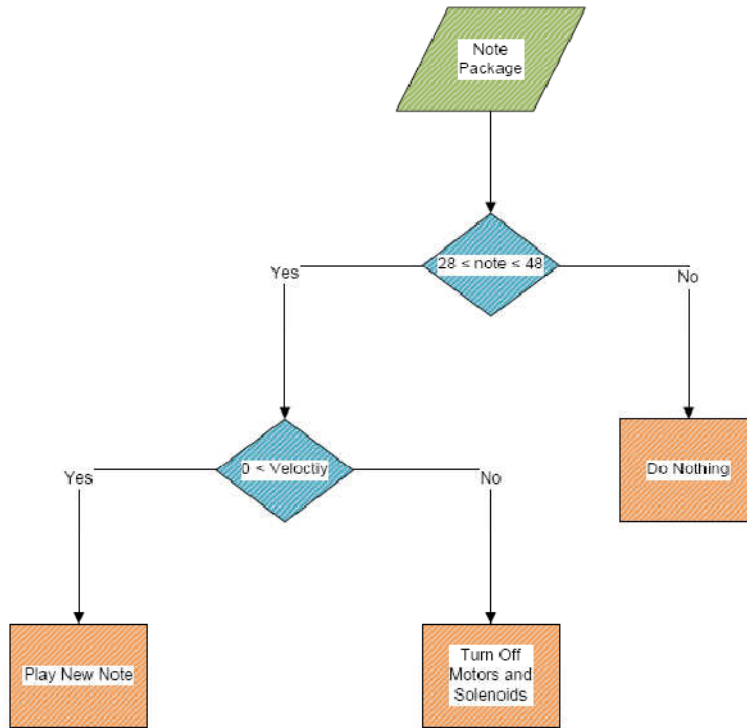 Note
Package
28 ≤ note ≤ 48
Yes
No
0 < Veloctiy
Do Nothing
Yes
No
Play New Note
Turn Off
Motors and
Solenoids